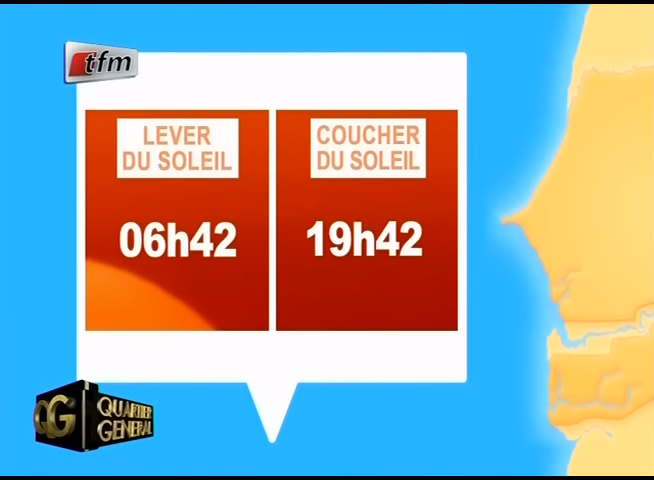 tfm
LEVER
DU SOLEIL
06h42
COUCHER
DU SOLEIL
19h42
QG
QUARTIER
GENERAL